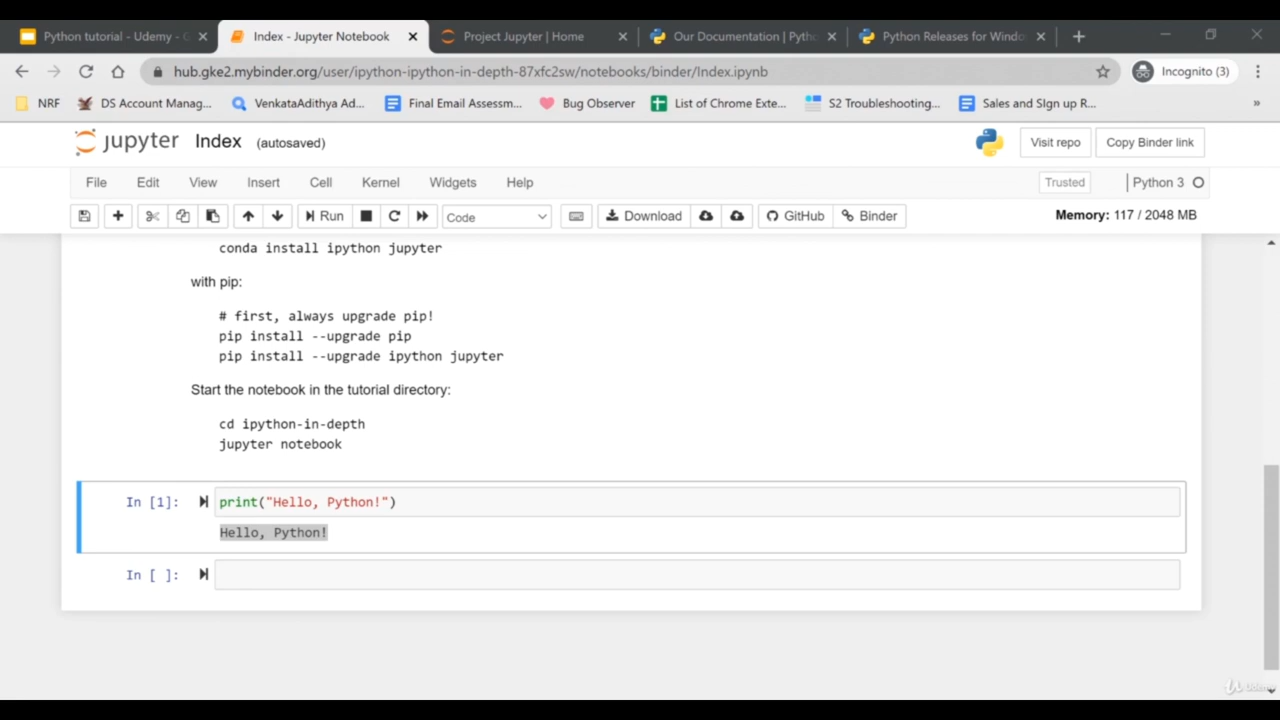 Python tutorial - Udemy - G
Index - Jupyter Notebook
Project Jupyter | Home
Our Documentation | Pyth
Python Releases for Windo
hub.gke2.mybinder.org/user/ipython-ipython-in-depth-87xfc2sw/notebooks/binder/Index.ipynb
Incognito (3)
NRF
DS Account Manag...
VenkataAdithya Ad...
Final Email Assessm...
Bug Observer
List of Chrome Exte...
S2 Troubleshooting...
Sales and SIgn up R...
»
jupyter Index (autosaved)
Visit repo
Copy Binder link
File Edit View Insert Cell Kernel Widgets Help
Trusted
Python 3
Run
Code
Download
GitHub
Binder
Memory: 117 / 2048 MB
conda install ipython jupyter
with pip:
# first, always upgrade pip!
pip install --upgrade pip
pip install --upgrade ipython jupyter
Start the notebook in the tutorial directory:
cd ipython-in-depth
jupyter notebook
In [1]: print("Hello, Python!")
Hello, Python!
In [ ]:
Udemy